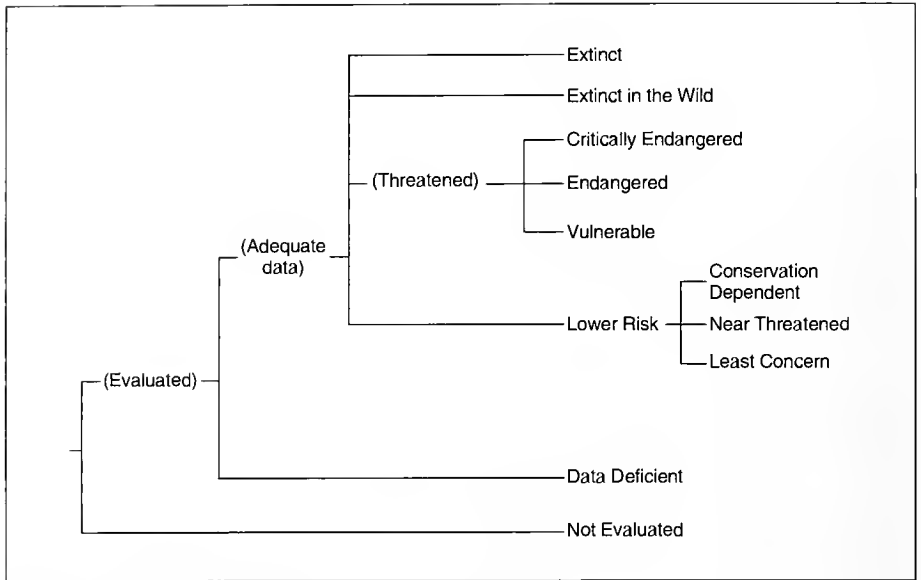 Extinct
Extinct in the Wild
Critically Endangered
(Threatened)
Endangered
Vulnerable
(Adequate
data)
Conservation
Dependent
Lower Risk
Near Threatened
Least Concern
(Evaluated)
Data Deficient
Not Evaluated